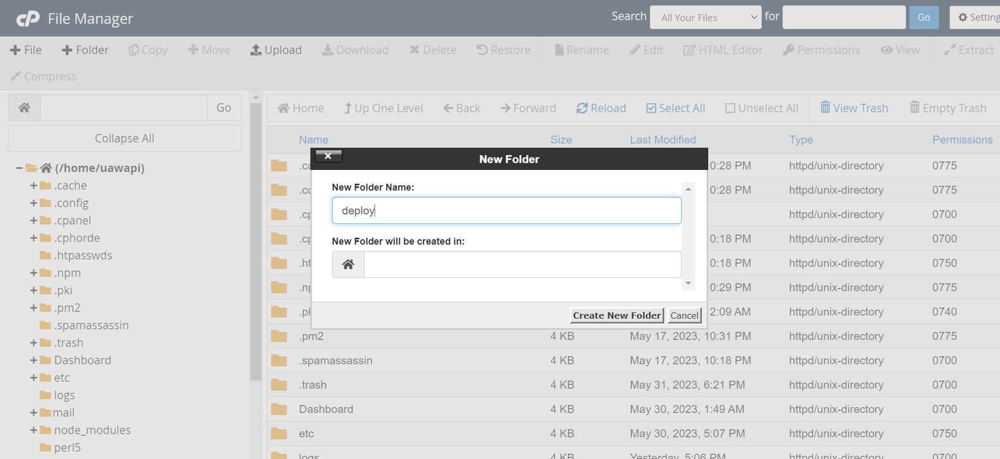 cP File Manager
Search All Your Files for Go Setting
File Folder Copy Move Upload Download Delete Restore Rename Edit HTML Editor Permissions View Extract
Compress
Go
Collapse All
(/home/uawapi)
.cache
.config
.cpanel
.cphorde
.htpasswds
.npm
.pki
.pm2
.spamassassin
.trash
Dashboard
etc
logs
mail
node_modules
perl5
Home Up One Level Back Forward Reload Select All Unselect All View Trash Empty Trash
Name Size Last Modified Type Permissions
.ca 0:28 PM httpd/unix-directory 0775
.co 0:28 PM httpd/unix-directory 0775
.cp httpd/unix-directory 0700
.cp 0:18 PM httpd/unix-directory 0700
.ht 0:18 PM httpd/unix-directory 0750
.np 0:29 PM httpd/unix-directory 0775
.pk 2:09 AM httpd/unix-directory 0740
.pm2 4 KB May 17, 2023, 10:31 PM httpd/unix-directory 0775
.spamassassin 4 KB May 17, 2023, 10:18 PM httpd/unix-directory 0700
.trash 4 KB May 31, 2023, 6:21 PM httpd/unix-directory 0700
Dashboard 4 KB May 30, 2023, 1:49 AM httpd/unix-directory 0700
etc 4 KB May 30, 2023, 5:07 PM httpd/unix-directory 0750
logs 4 KB Yesterday, 5:06 PM httpd/unix-directory 0700
New Folder
New Folder Name:
deploy
New Folder will be created in:
Create New Folder Cancel